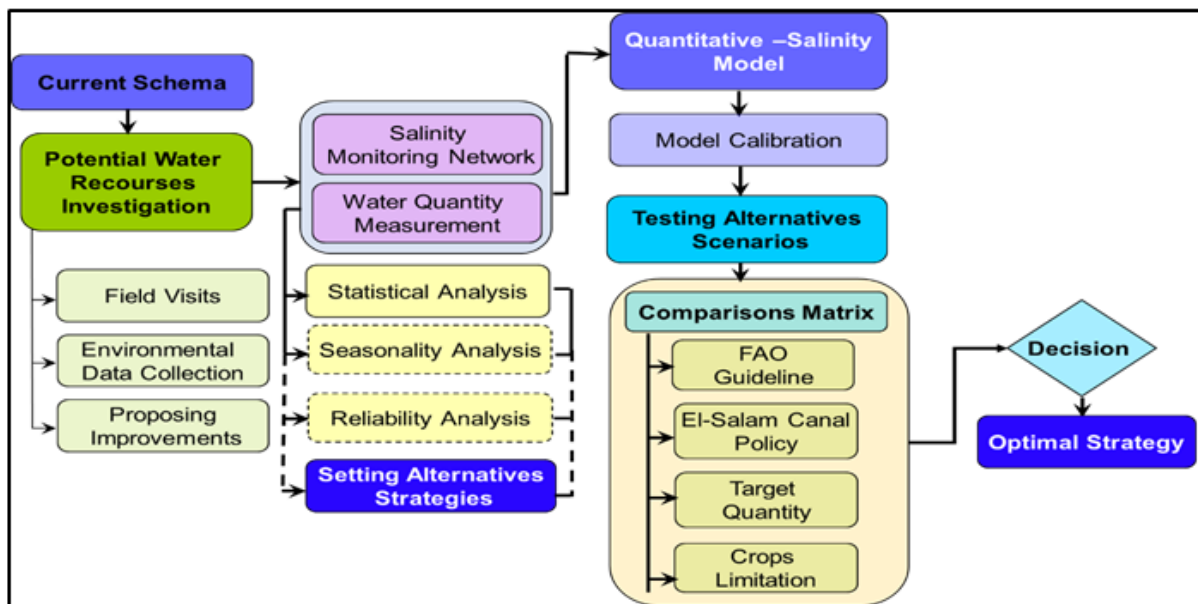 Current Schema
Potential Water
Recourses
Investigation
Field Visits
Environmental
Data Collection
Proposing
Improvements
Salinity
Monitoring Network
Water Quantity
Measurement
Statistical Analysis
Seasonality Analysis
Reliability Analysis
Setting Alternatives
Strategies
Quantitative –Salinity
Model
Model Calibration
Testing Alternatives
Scenarios
Comparisons Matrix
FAO
Guideline
El-Salam Canal
Policy
Target
Quantity
Crops
Limitation
Decision
Optimal Strategy